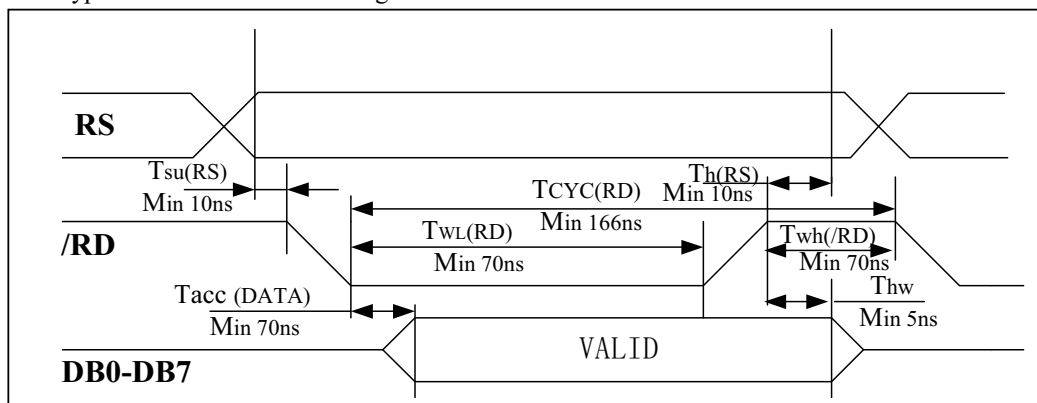 RS
Tsu(RS)
Min 10ns
Th(RS)
Min 10ns
TCYC(RD)
Min 166ns
/RD
TWL(RD)
Min 70ns
Twh(/RD)
Min 70ns
Tacc (DATA)
Min 70ns
Thw
Min 5ns
VALID
DB0-DB7